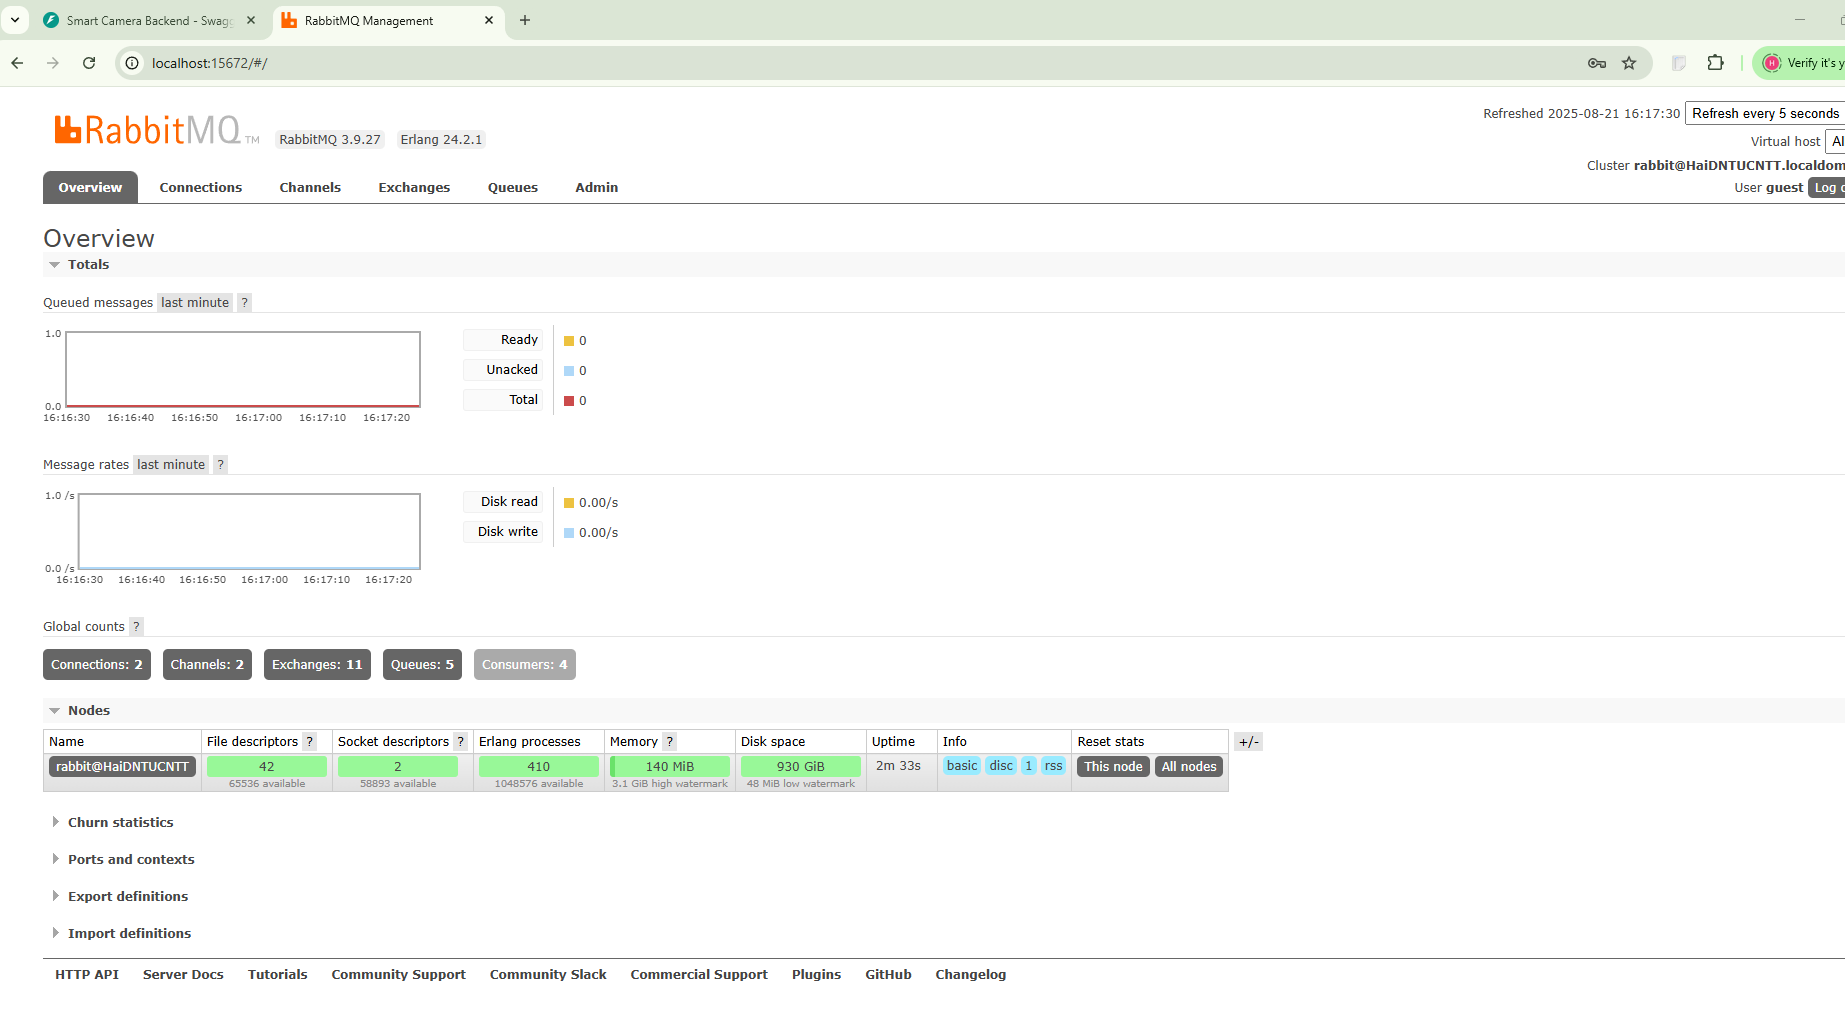 Smart Camera Backend - Swagg
RabbitMQ Management
localhost:15672/#/
Verify it's y
RabbitMQ TM
RabbitMQ 3.9.27
Erlang 24.2.1
Refreshed 2025-08-21 16:17:30
Refresh every 5 seconds
Virtual host
Al
Cluster rabbit@HaiDNTUCNTT.localdom
User guest
Log o
Overview
Connections
Channels
Exchanges
Queues
Admin
Overview
Totals
Queued messages last minute ?
1.0
0.0
16:16:30 16:16:40 16:16:50 16:17:00 16:17:10 16:17:20
Ready 0
Unacked 0
Total 0
Message rates last minute ?
1.0 /s
0.0 /s
16:16:30 16:16:40 16:16:50 16:17:00 16:17:10 16:17:20
Disk read 0.00/s
Disk write 0.00/s
Global counts ?
Connections: 2
Channels: 2
Exchanges: 11
Queues: 5
Consumers: 4
Nodes
Name File descriptors ? Socket descriptors ? Erlang processes Memory ? Disk space Uptime Info Reset stats +/-
rabbit@HaiDNTUCNTT 42 2 410 140 MiB 930 GiB 2m 33s basic disc 1 rss This node All nodes
65536 available 58893 available 1048576 available 3.1 GiB high watermark 48 MiB low watermark
Churn statistics
Ports and contexts
Export definitions
Import definitions
HTTP API Server Docs Tutorials Community Support Community Slack Commercial Support Plugins GitHub Changelog